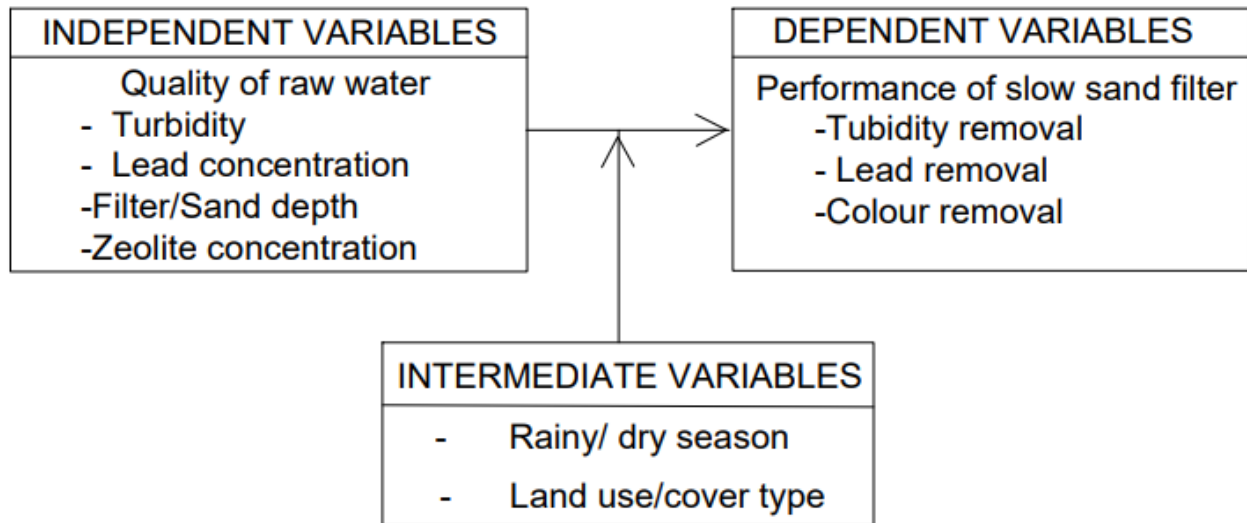 INDEPENDENT VARIABLES
Quality of raw water
- Turbidity
- Lead concentration
-Filter/Sand depth
-Zeolite concentration
DEPENDENT VARIABLES
Performance of slow sand filter
-Tubidity removal
- Lead removal
-Colour removal
INTERMEDIATE VARIABLES
- Rainy/ dry season
- Land use/cover type